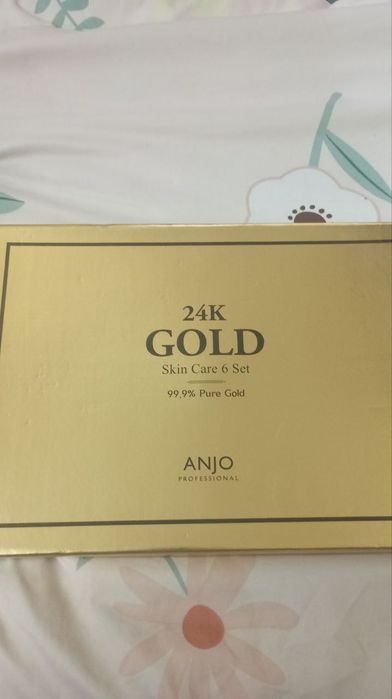 24K
GOLD
Skin Care 6 Set
99,9% Pure Gold
ANJO
PROFESSIONAL